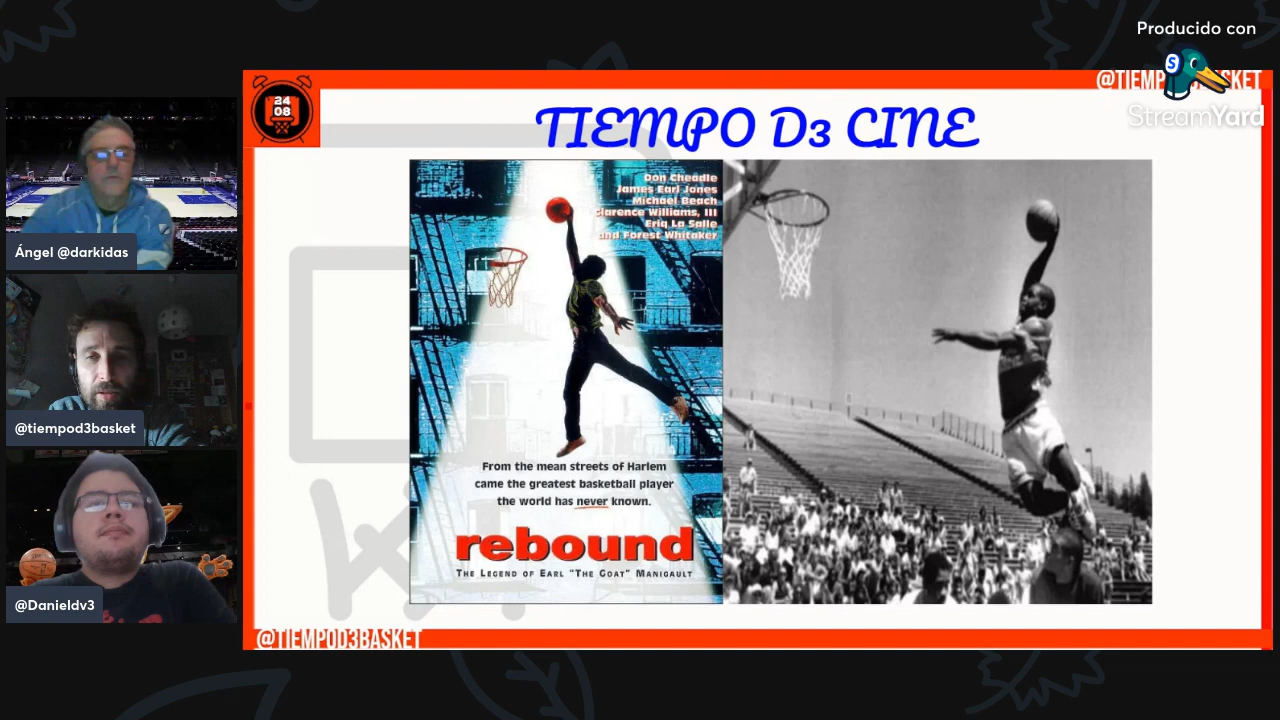 Producido con
S
StreamYard
@TIEMPOD3BASKET
24
08
TIEMPO D3 CINE
Don Cheadle
James Earl Jones
Michael Beach
Clarence Williams, III
Eriq La Salle
and Forest Whitaker
From the mean streets of Harlem
came the greatest basketball player
the world has never known.
rebound
The Legend of Earl "The Goat" Manigault
Ángel @darkidas
@tiempod3basket
@Danieldv3
@TIEMPOD3BASKET